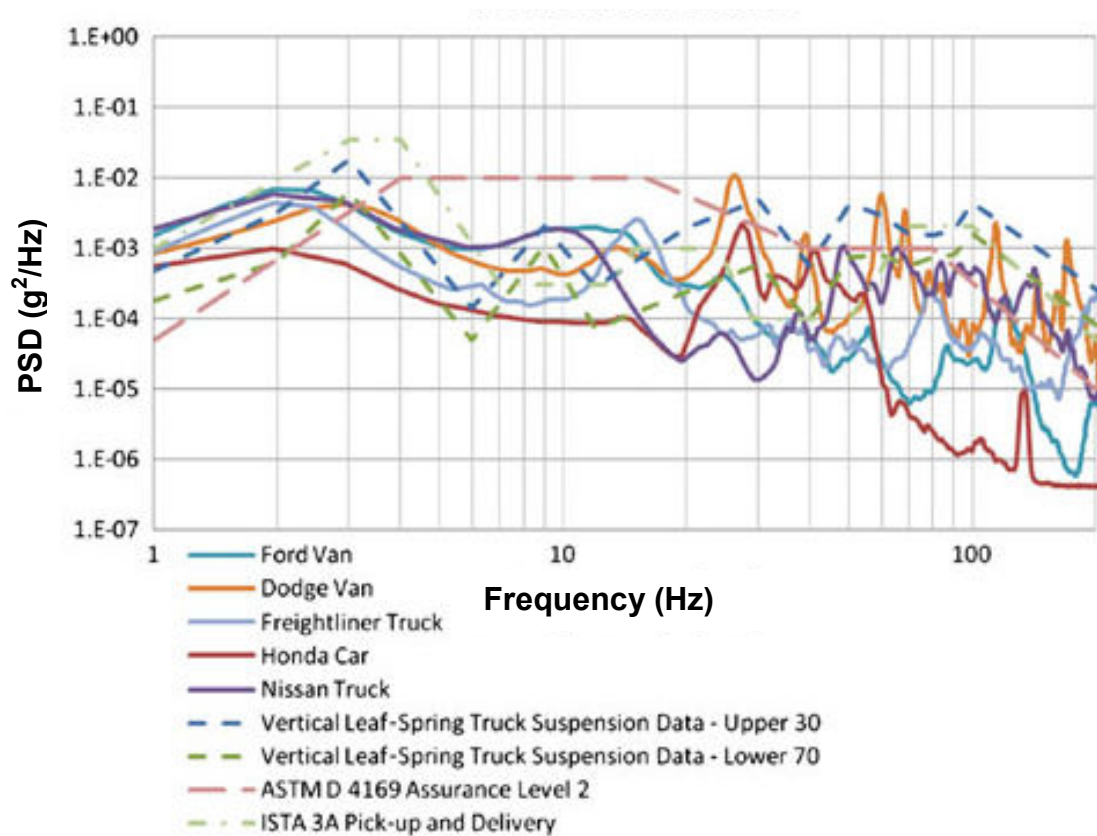 1.E+00
1.E-01
1.E-02
1.E-03
1.E-04
1.E-05
1.E-06
1.E-07
PSD (g²/Hz)
1 10 100
Frequency (Hz)
Ford Van
Dodge Van
Freightliner Truck
Honda Car
Nissan Truck
Vertical Leaf-Spring Truck Suspension Data - Upper 30
Vertical Leaf-Spring Truck Suspension Data - Lower 70
ASTM D 4169 Assurance Level 2
ISTA 3A Pick-up and Delivery